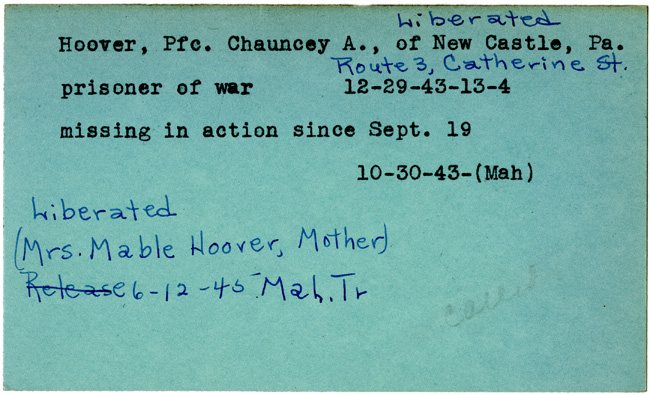 Liberated
Hoover, Pfc. Chauncey A., of New Castle, Pa.
Route 3, Catherine St.
prisoner of war 12-29-43-13-4
missing in action since Sept. 19
10-30-43-(Mah)
Liberated
(Mrs. Mable Hoover, Mother)
Release 6-12-45 Mah. Tr